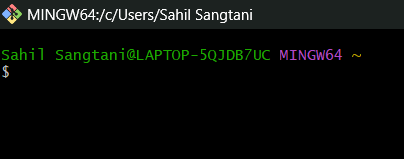 MINGW64:/c/Users/Sahil Sangtani
Sahil Sangtani@LAPTOP-5QJDB7UC MINGW64 ~
$